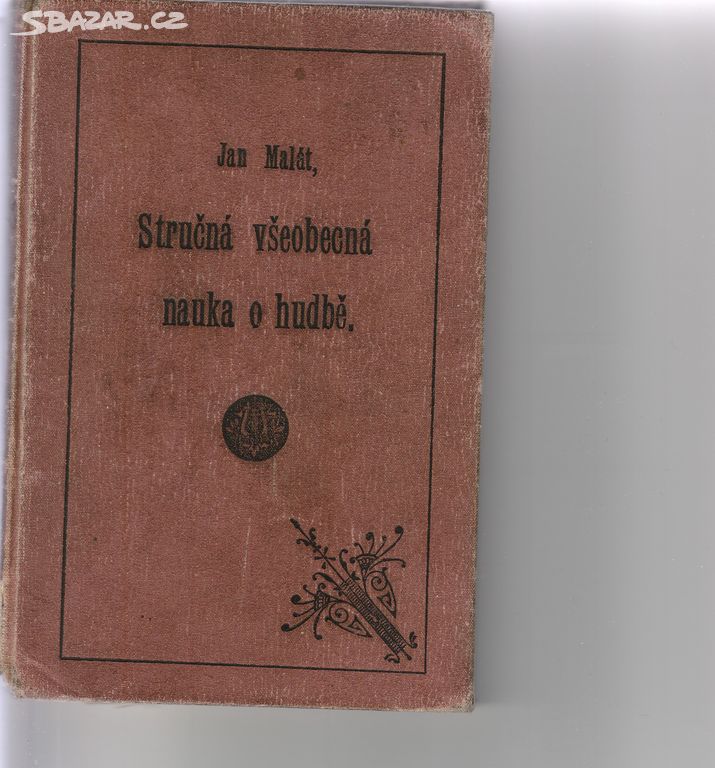 SBAZAR.CZ
Jan Malát,
Stručná všeobecná
nauka o hudbě.